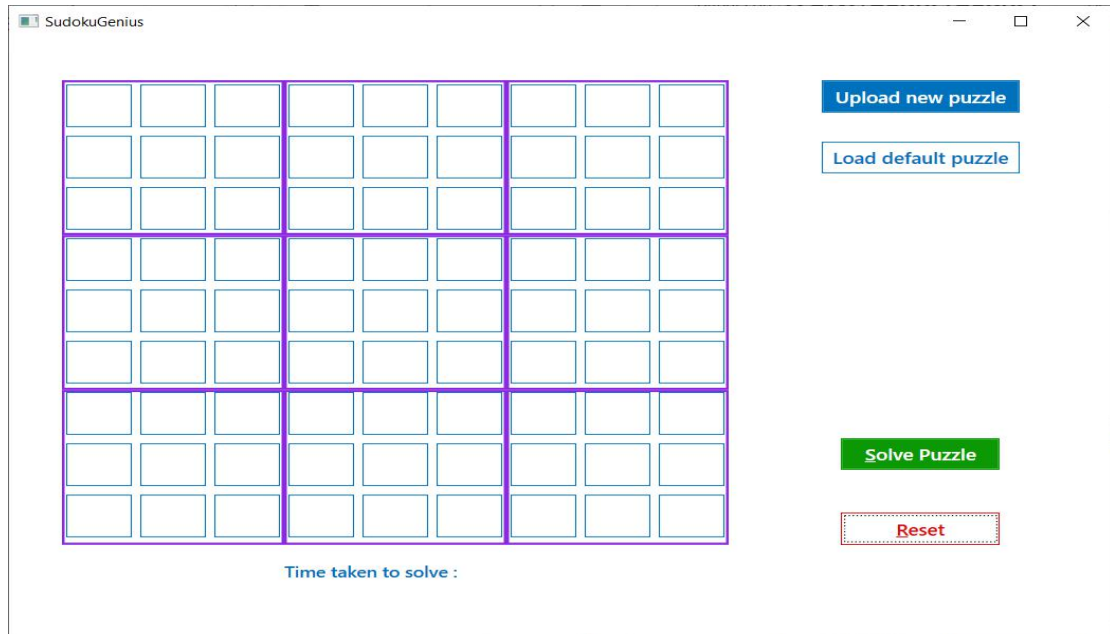 SudokuGenius
Upload new puzzle
Load default puzzle
Solve Puzzle
Reset
Time taken to solve :